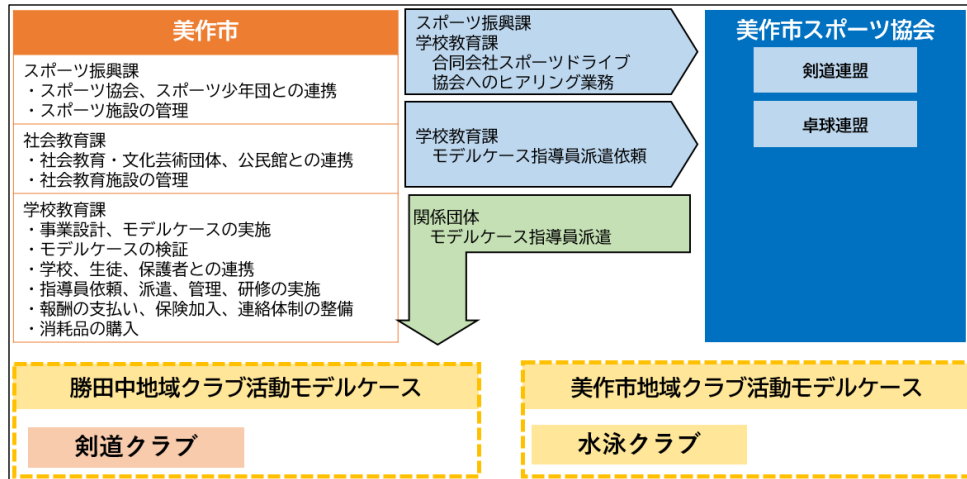 美作市
スポーツ振興課
・スポーツ協会、スポーツ少年団との連携
・スポーツ施設の管理
社会教育課
・社会教育・文化芸術団体、公民館との連携
・社会教育施設の管理
学校教育課
・事業設計、モデルケースの実施
・モデルケースの検証
・学校、生徒、保護者との連携
・指導員依頼、派遣、管理、研修の実施
・報酬の支払い、保険加入、連絡体制の整備
・消耗品の購入
スポーツ振興課
学校教育課
合同会社スポーツドライブ
協会へのヒアリング業務
学校教育課
モデルケース指導員派遣依頼
関係団体
モデルケース指導員派遣
美作市スポーツ協会
剣道連盟
卓球連盟
勝田中地域クラブ活動モデルケース
剣道クラブ
美作市地域クラブ活動モデルケース
水泳クラブ